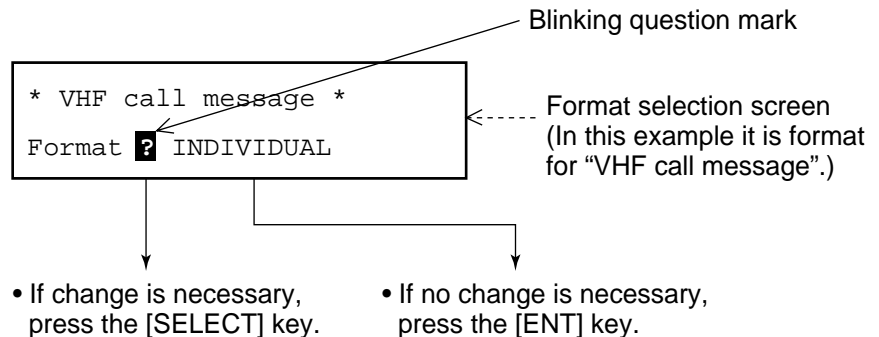 Blinking question mark
* VHF call message *
Format ? INDIVIDUAL
Format selection screen
(In this example it is format
for “VHF call message”.)
• If change is necessary,
press the [SELECT] key.
• If no change is necessary,
press the [ENT] key.